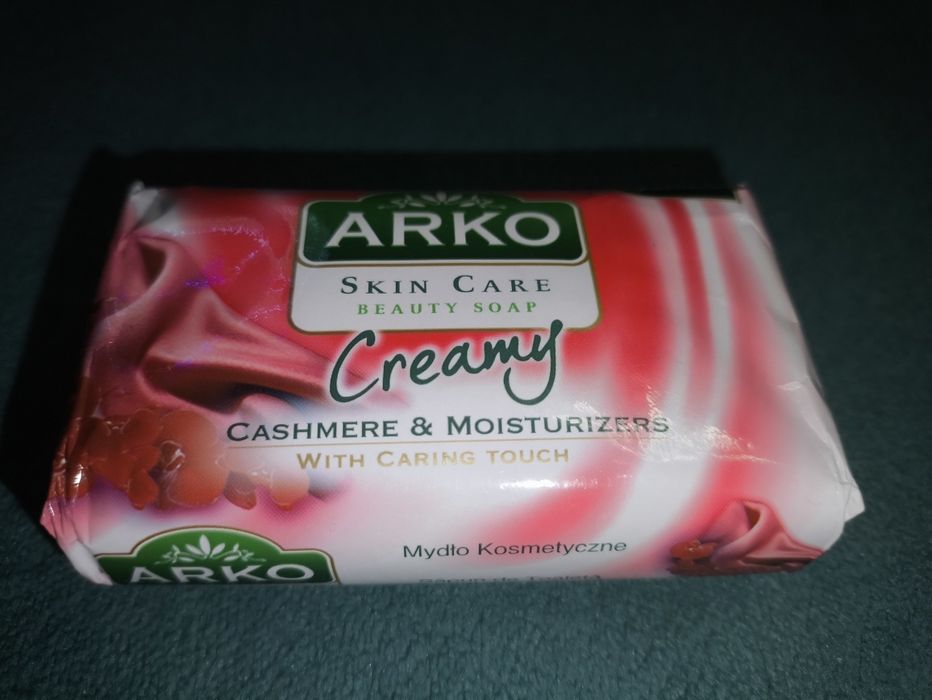 ARKO
SKIN CARE
BEAUTY SOAP
Creamy
CASHMERE & MOISTURIZERS
WITH CARING TOUCH
Mydło Kosmetyczne
ARKO